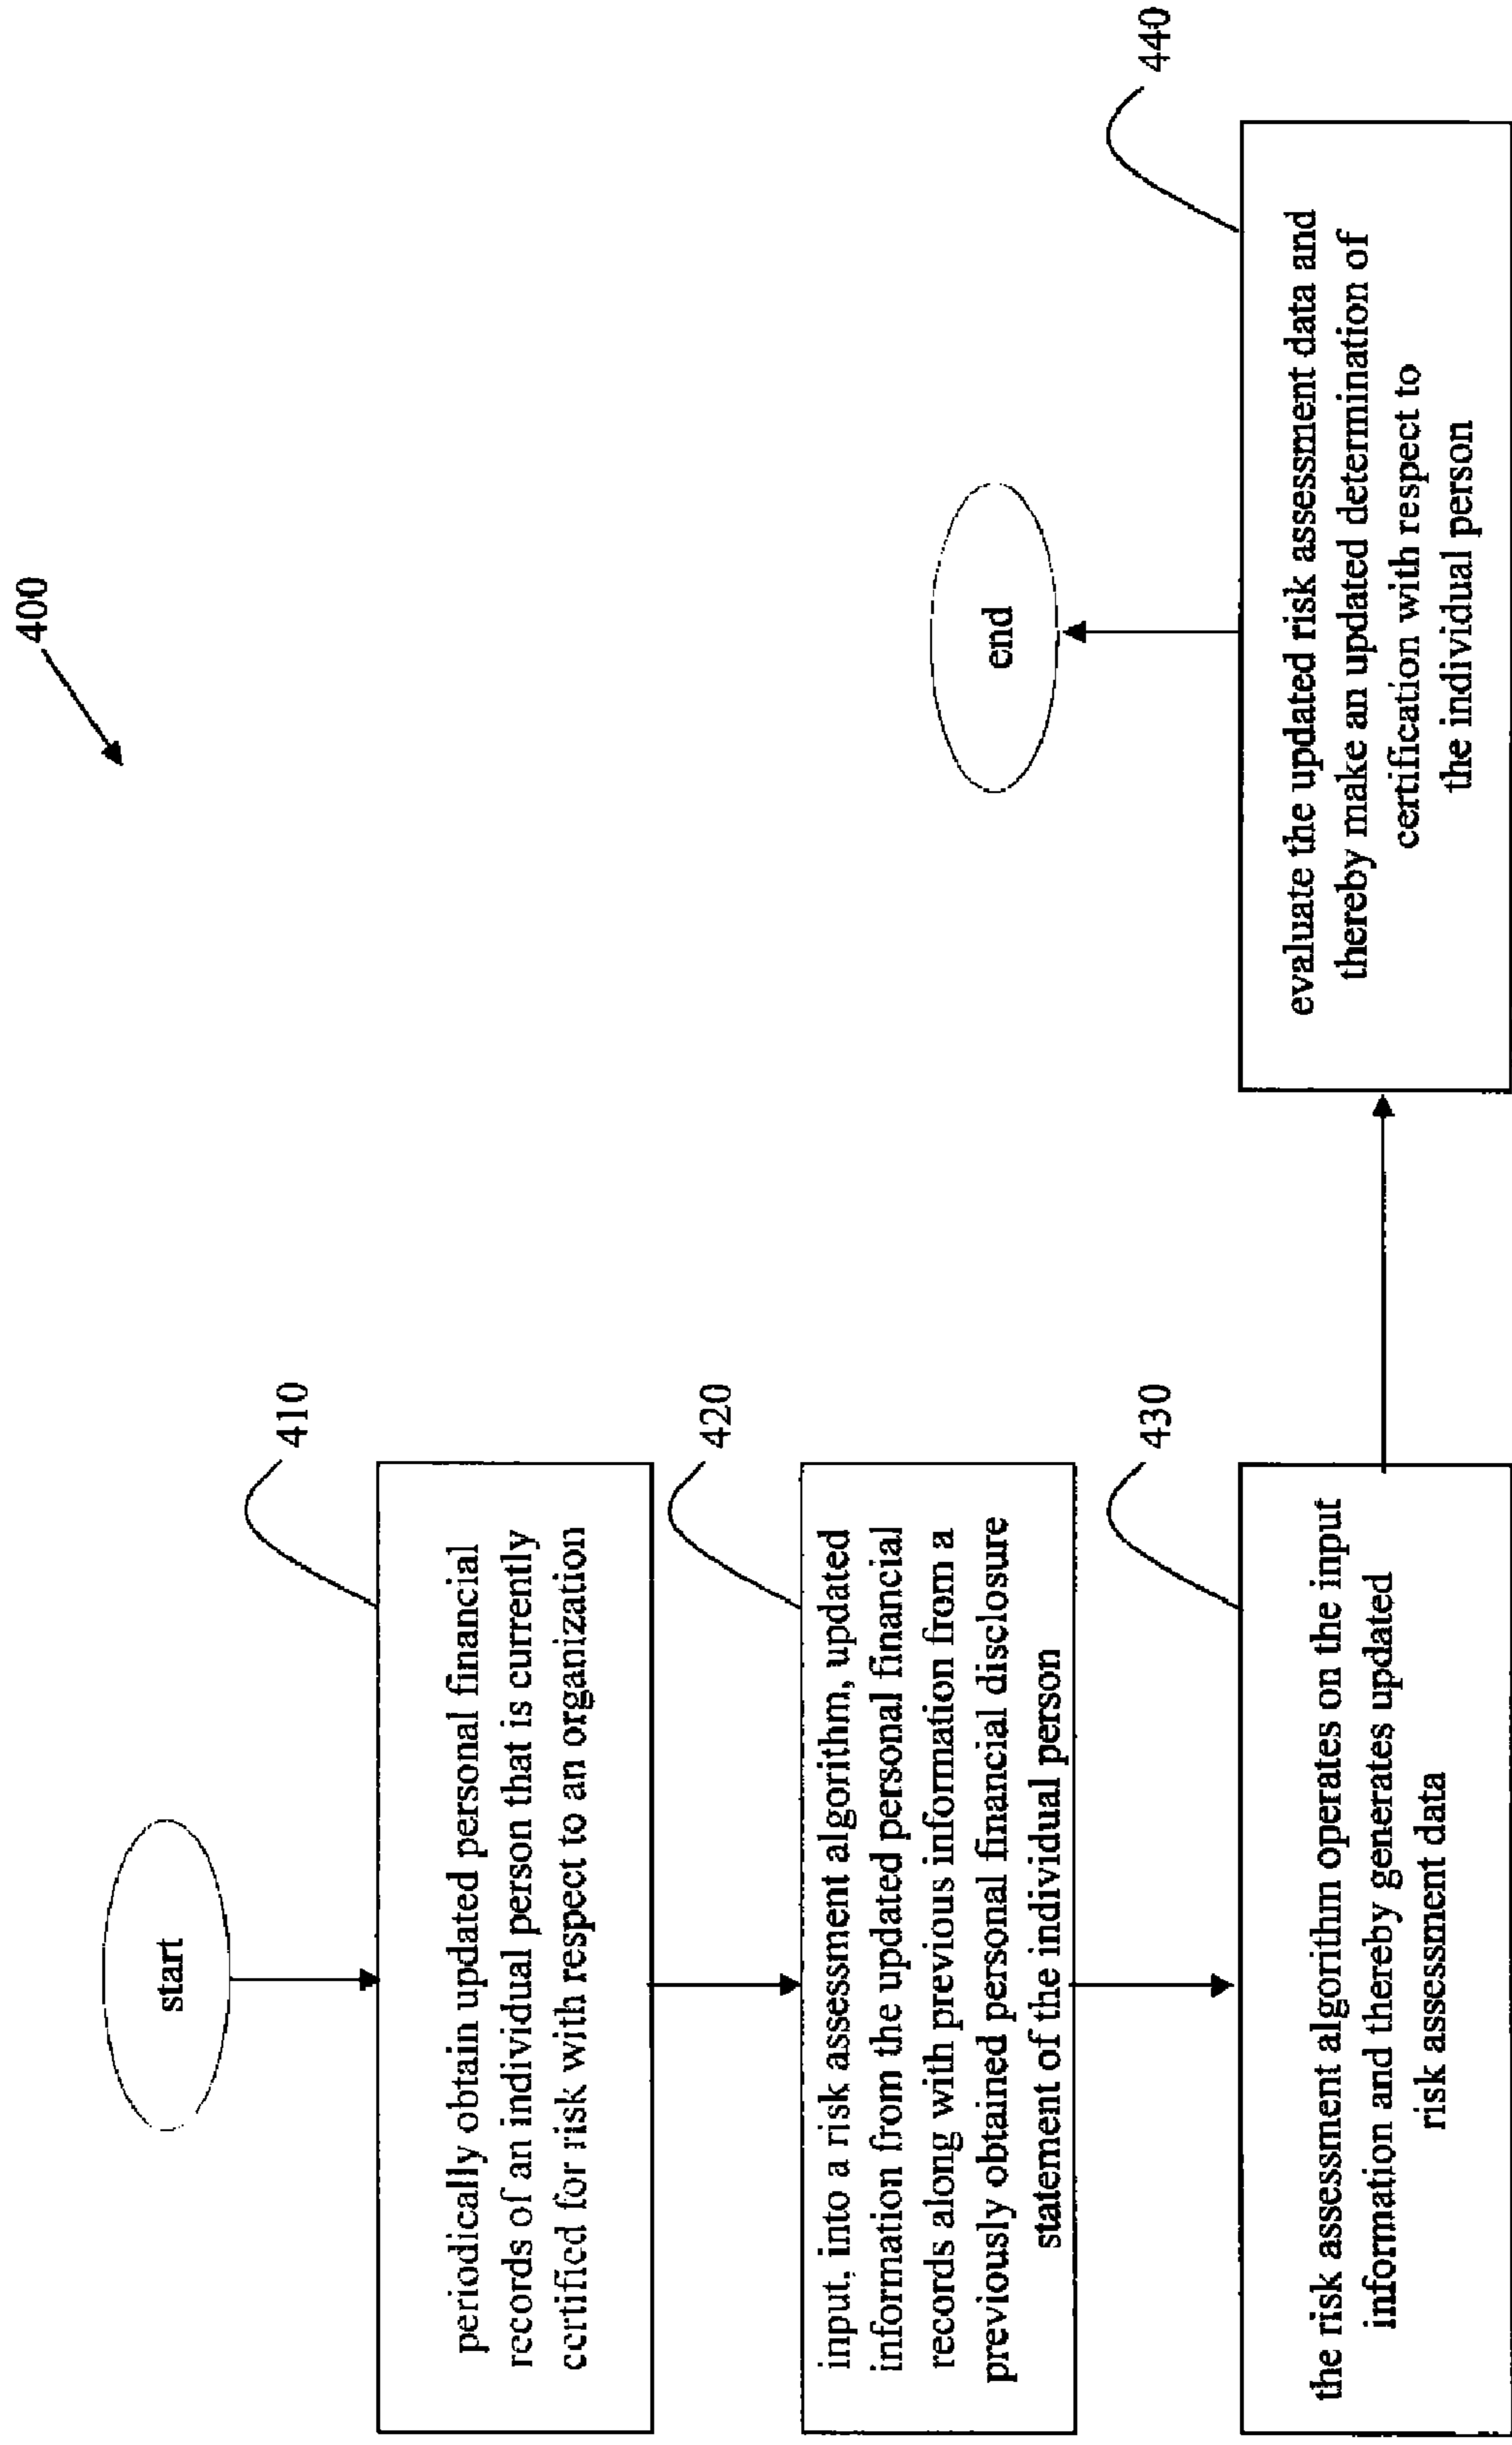 400
start
410
periodically obtain updated personal financial
records of an individual person that is currently
certified for risk with respect to an organization
420
input, into a risk assessment algorithm, updated
information from the updated personal financial
records along with previous information from a
previously obtained personal financial disclosure
statement of the individual person
430
the risk assessment algorithm operates on the input
information and thereby generates updated
risk assessment data
440
evaluate the updated risk assessment data and
thereby make an updated determination of
certification with respect to
the individual person
end